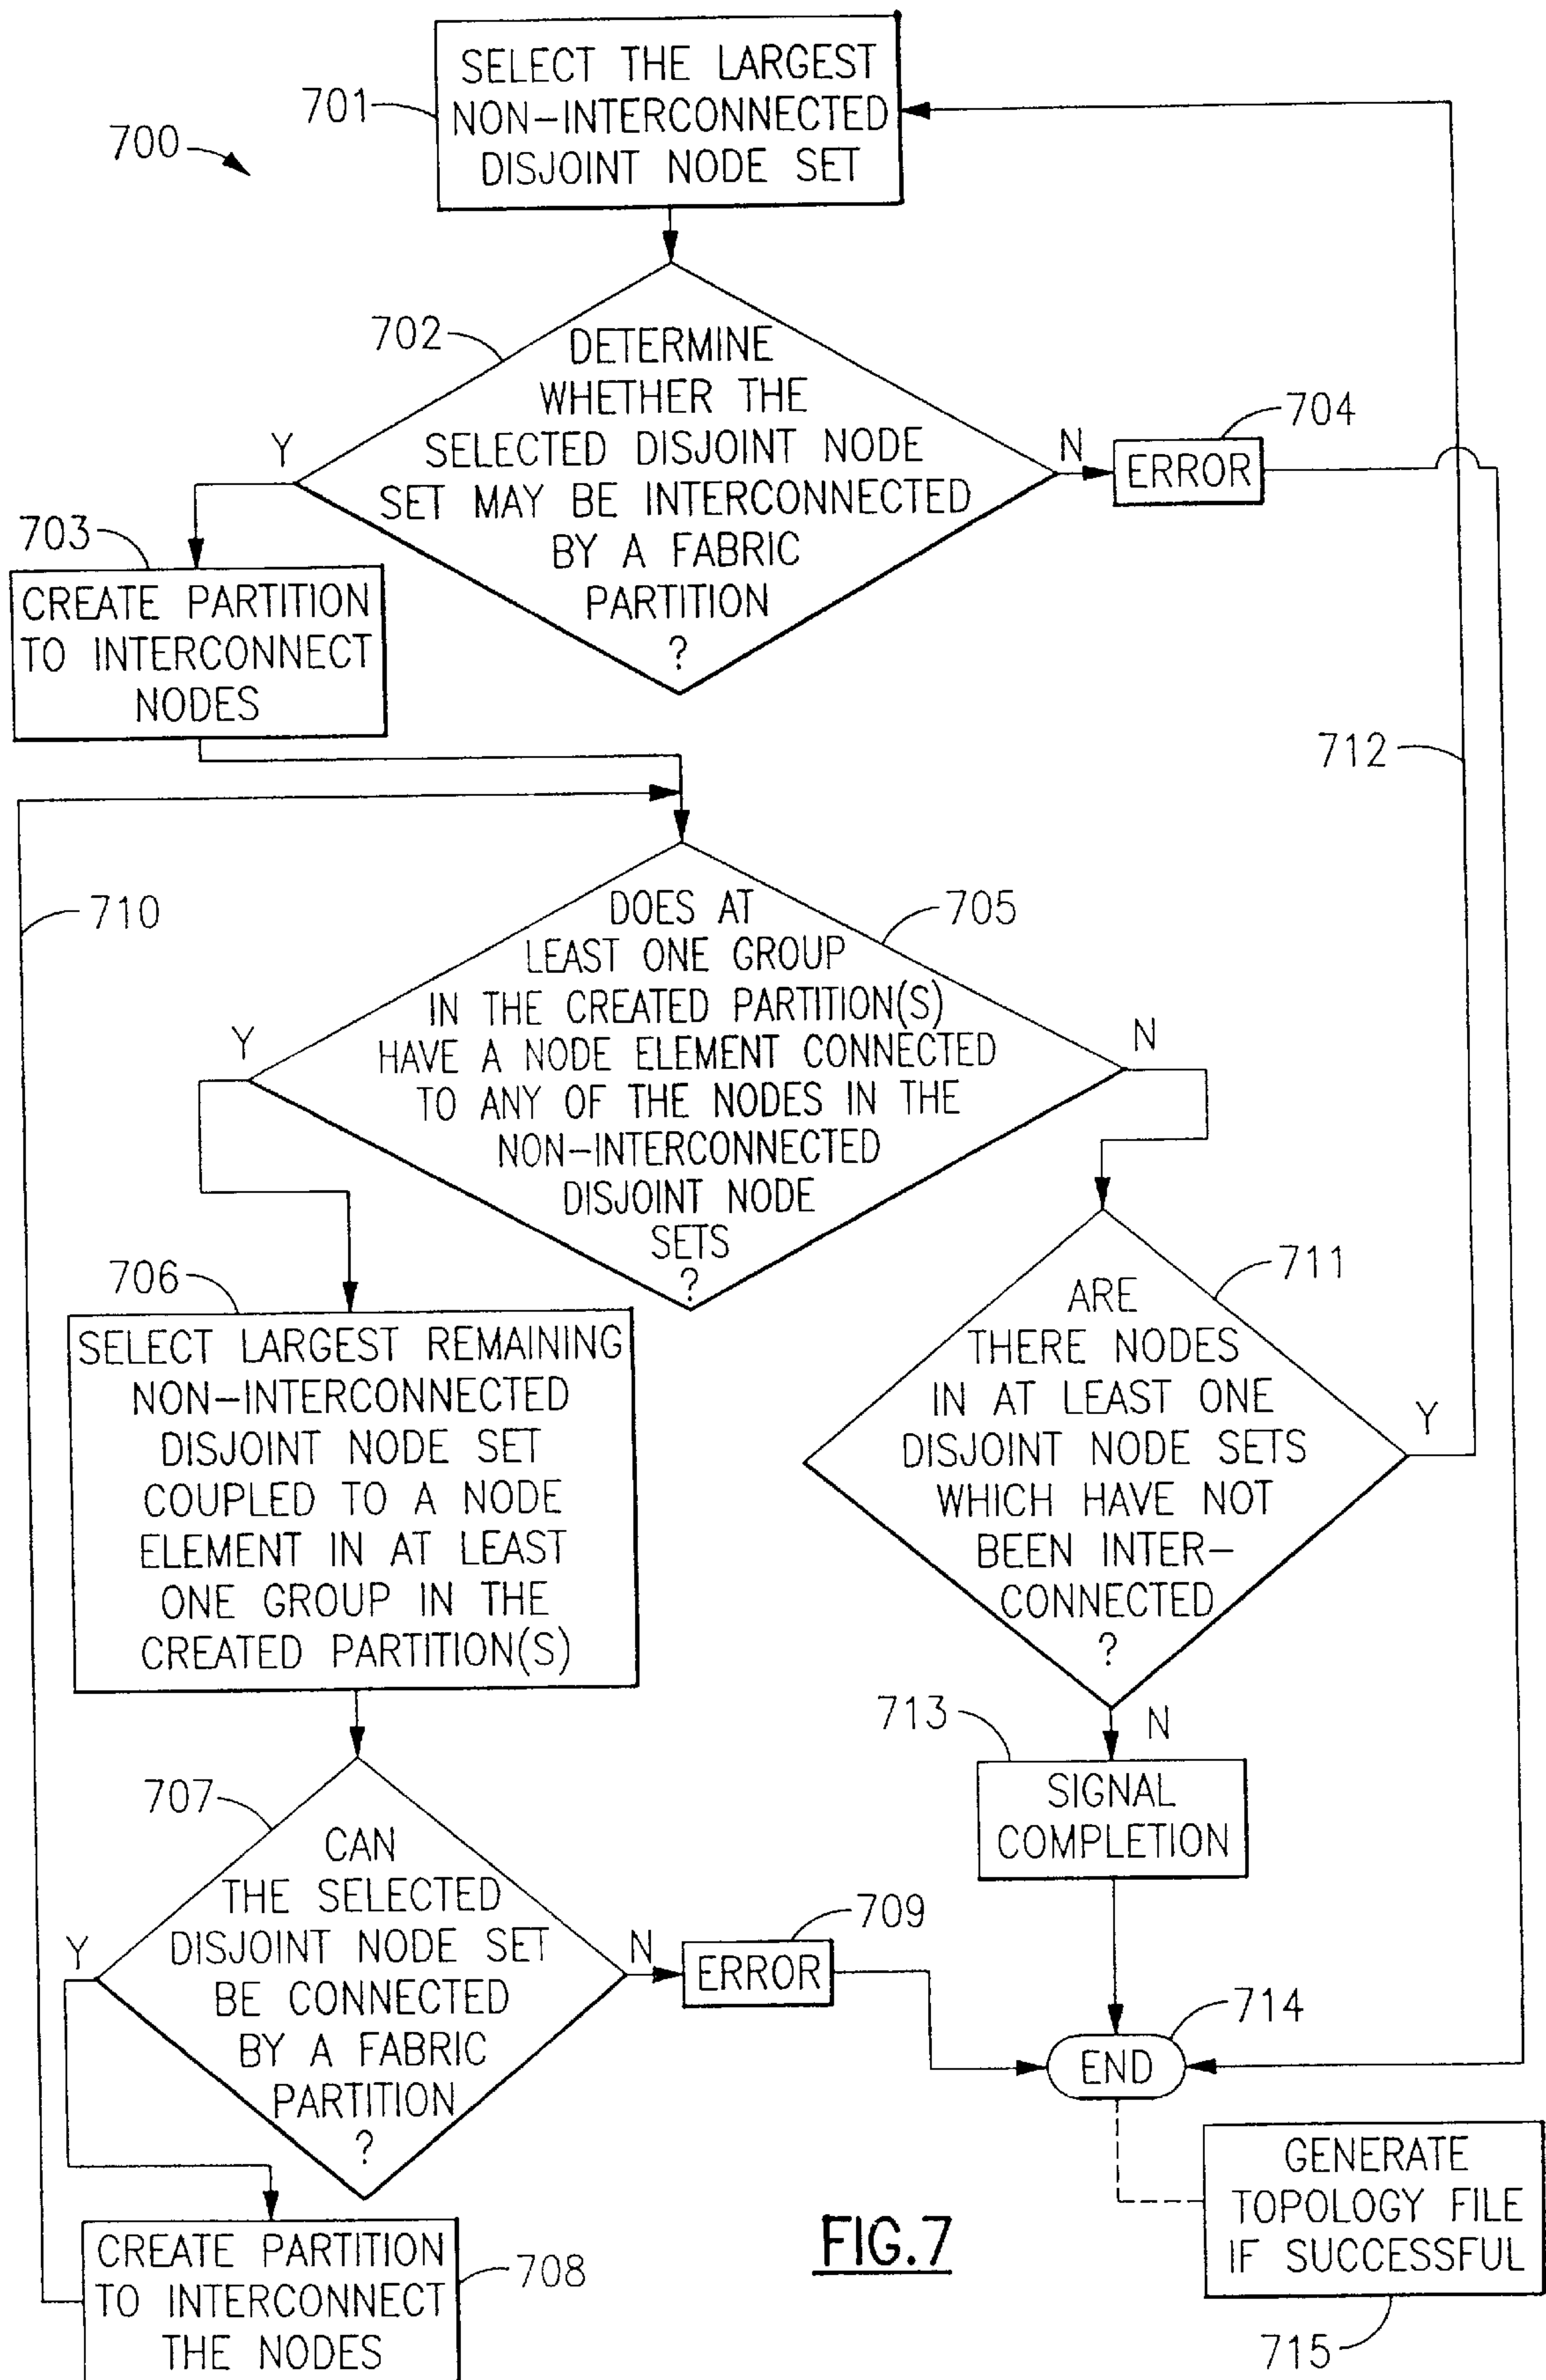 SELECT THE LARGEST
NON-INTERCONNECTED
DISJOINT NODE SET
701
700
702
DETERMINE
WHETHER THE
SELECTED DISJOINT NODE
SET MAY BE INTERCONNECTED
BY A FABRIC
PARTITION
?
Y
N
704
ERROR
703
CREATE PARTITION
TO INTERCONNECT
NODES
712
710
705
DOES AT
LEAST ONE GROUP
IN THE CREATED PARTITION(S)
HAVE A NODE ELEMENT CONNECTED
TO ANY OF THE NODES IN THE
NON-INTERCONNECTED
DISJOINT NODE
SETS
?
Y
N
706
SELECT LARGEST REMAINING
NON-INTERCONNECTED
DISJOINT NODE SET
COUPLED TO A NODE
ELEMENT IN AT LEAST
ONE GROUP IN THE
CREATED PARTITION(S)
711
ARE
THERE NODES
IN AT LEAST ONE
DISJOINT NODE SETS
WHICH HAVE NOT
BEEN INTER-
CONNECTED
?
Y
N
713
SIGNAL
COMPLETION
707
CAN
THE SELECTED
DISJOINT NODE SET
BE CONNECTED
BY A FABRIC
PARTITION
?
Y
N
709
ERROR
714
END
CREATE PARTITION
TO INTERCONNECT
THE NODES
708
FIG.7
GENERATE
TOPOLOGY FILE
IF SUCCESSFUL
715